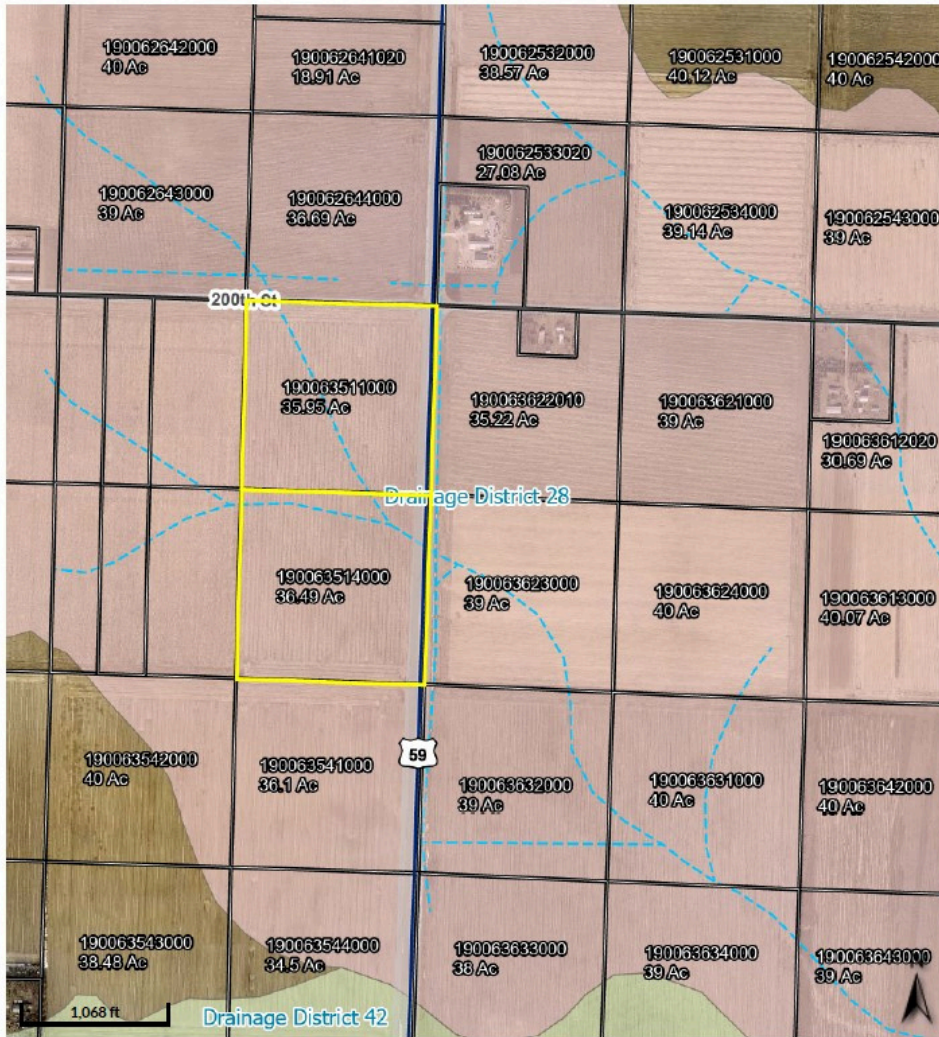 190062642000
40 Ac
190062641020
18.91 Ac
190062532000
38.57 Ac
190062531000
40.12 Ac
190062542000
40 Ac
190062643000
39 Ac
190062644000
36.69 Ac
190062533020
27.08 Ac
190062534000
39.14 Ac
190062543000
39 Ac
200th St
190063511000
35.95 Ac
190063622010
35.22 Ac
190063621000
39 Ac
190063612020
30.69 Ac
Drainage District 28
190063514000
36.49 Ac
190063623000
39 Ac
190063624000
40 Ac
190063613000
40.07 Ac
59
190063542000
40 Ac
190063541000
36.1 Ac
190063632000
39 Ac
190063631000
40 Ac
190063642000
40 Ac
190063543000
38.48 Ac
190063544000
34.5 Ac
190063633000
38 Ac
190063634000
39 Ac
190063643000
39 Ac
1,068 ft
Drainage District 42